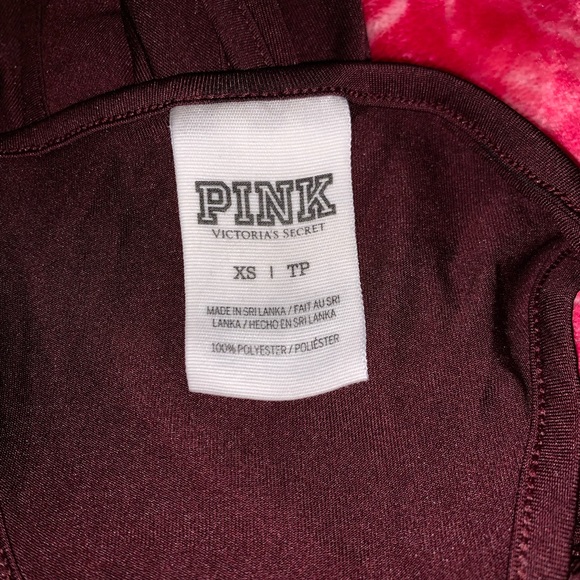 PINK
VICTORIA'S SECRET
XS | TP
MADE IN SRI LANKA / FAIT AU SRI
LANKA / HECHO EN SRI LANKA
100% POLYESTER / POLIÉSTER